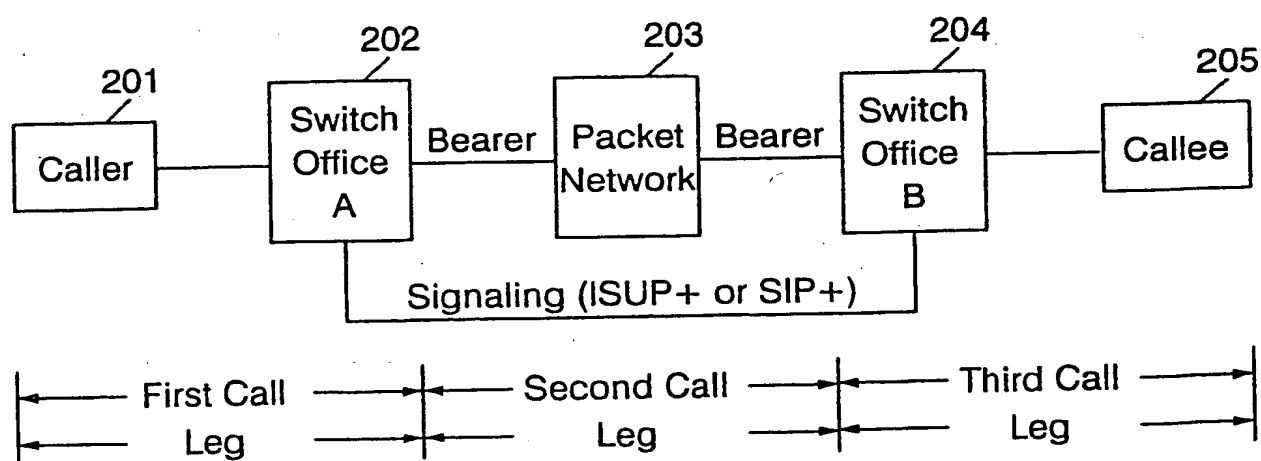 201
202
203
204
205
Caller
Switch
Office
A
Bearer
Packet
Network
Bearer
Switch
Office
B
Callee
Signaling (ISUP+ or SIP+)
First Call
Leg
Second Call
Leg
Third Call
Leg